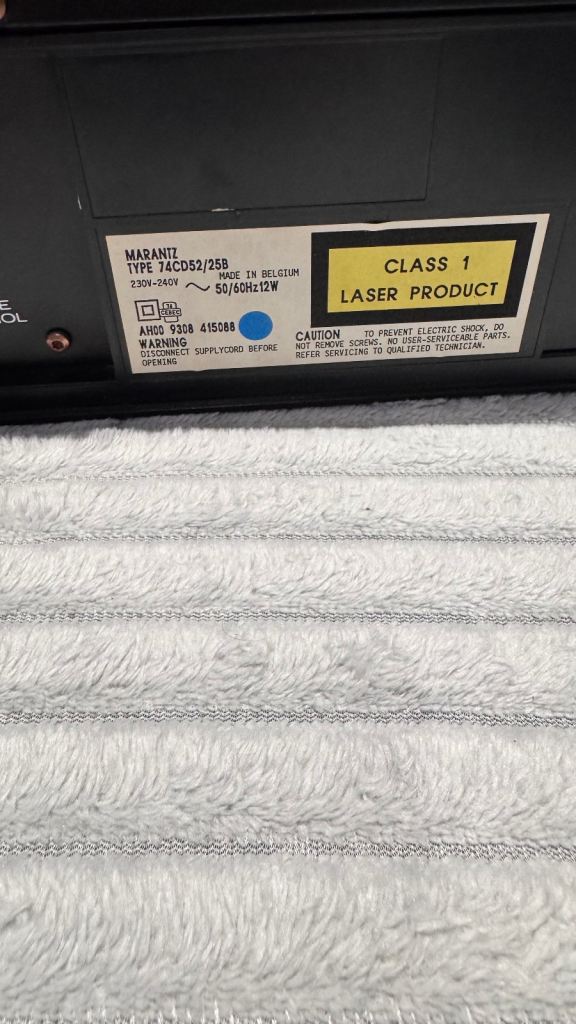 MARANTZ
TYPE 74CD52/25B
MADE IN BELGIUM
230V-240V ~ 50/60Hz12W
CEBEC
AH00 9308 415088
WARNING
DISCONNECT SUPPLYCORD BEFORE
OPENING
CLASS 1
LASER PRODUCT
CAUTION TO PREVENT ELECTRIC SHOCK, DO
NOT REMOVE SCREWS. NO USER-SERVICEABLE PARTS.
REFER SERVICING TO QUALIFIED TECHNICIAN.